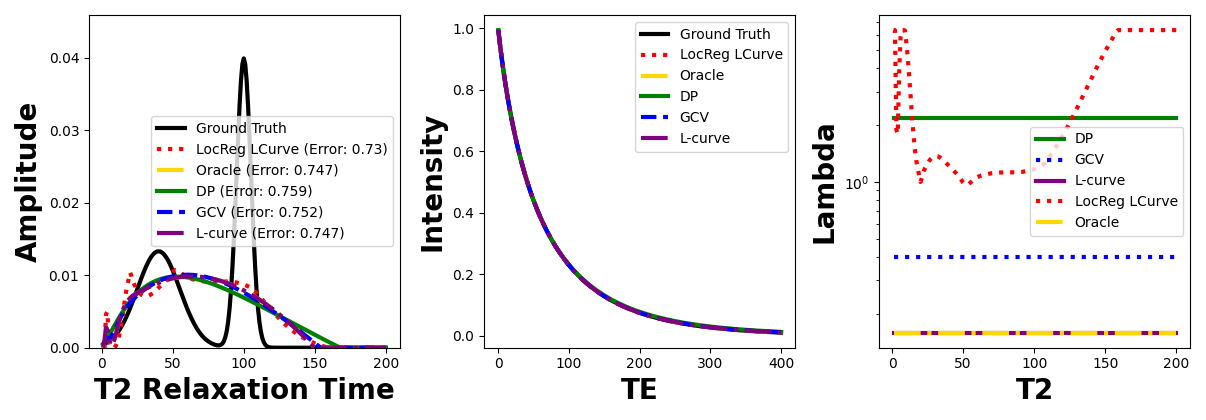 Amplitude
0.04
0.03
0.02
0.01
0.00
Ground Truth
LocReg LCurve (Error: 0.73)
Oracle (Error: 0.747)
DP (Error: 0.759)
GCV (Error: 0.752)
L-curve (Error: 0.747)
0 50 100 150 200
T2 Relaxation Time
Intensity
1.0
0.8
0.6
0.4
0.2
0.0
Ground Truth
LocReg LCurve
Oracle
DP
GCV
L-curve
0 100 200 300 400
TE
Lambda
10⁰
DP
GCV
L-curve
LocReg LCurve
Oracle
0 50 100 150 200
T2